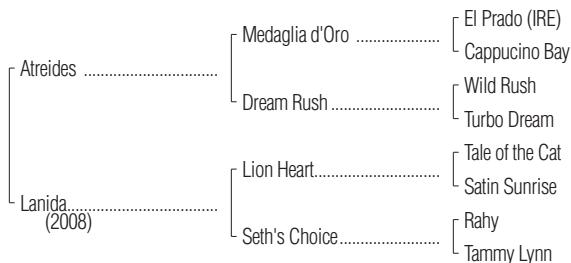 El Prado (IRE)
Medaglia d'Oro ....................
Cappucino Bay
Atreides ................................
Wild Rush
Dream Rush..........................
Turbo Dream
Tale of the Cat
Lion Heart..............................
Satin Sunrise
Lanida....................................
(2008)
Rahy
Seth's Choice........................
Tammy Lynn